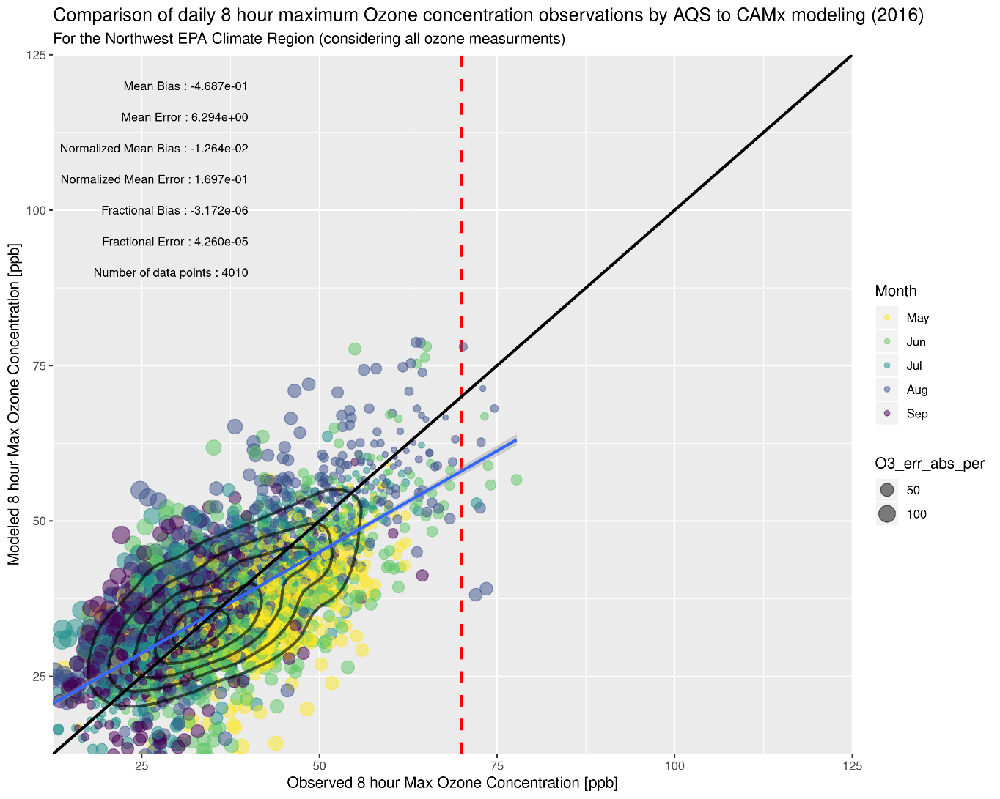 Comparison of daily 8 hour maximum Ozone concentration observations by AQS to CAMx modeling (2016)
For the Northwest EPA Climate Region (considering all ozone measurments)
125
Mean Bias : -4.687e-01
Mean Error : 6.294e+00
Normalized Mean Bias : -1.264e-02
Normalized Mean Error : 1.697e-01
100
Fractional Bias : -3.172e-06
Fractional Error : 4.260e-05
Number of data points : 4010
75
50
25
Modeled 8 hour Max Ozone Concentration [ppb]
25
50
75
100
125
Observed 8 hour Max Ozone Concentration [ppb]
Month
May
Jun
Jul
Aug
Sep
O3_err_abs_per
50
100